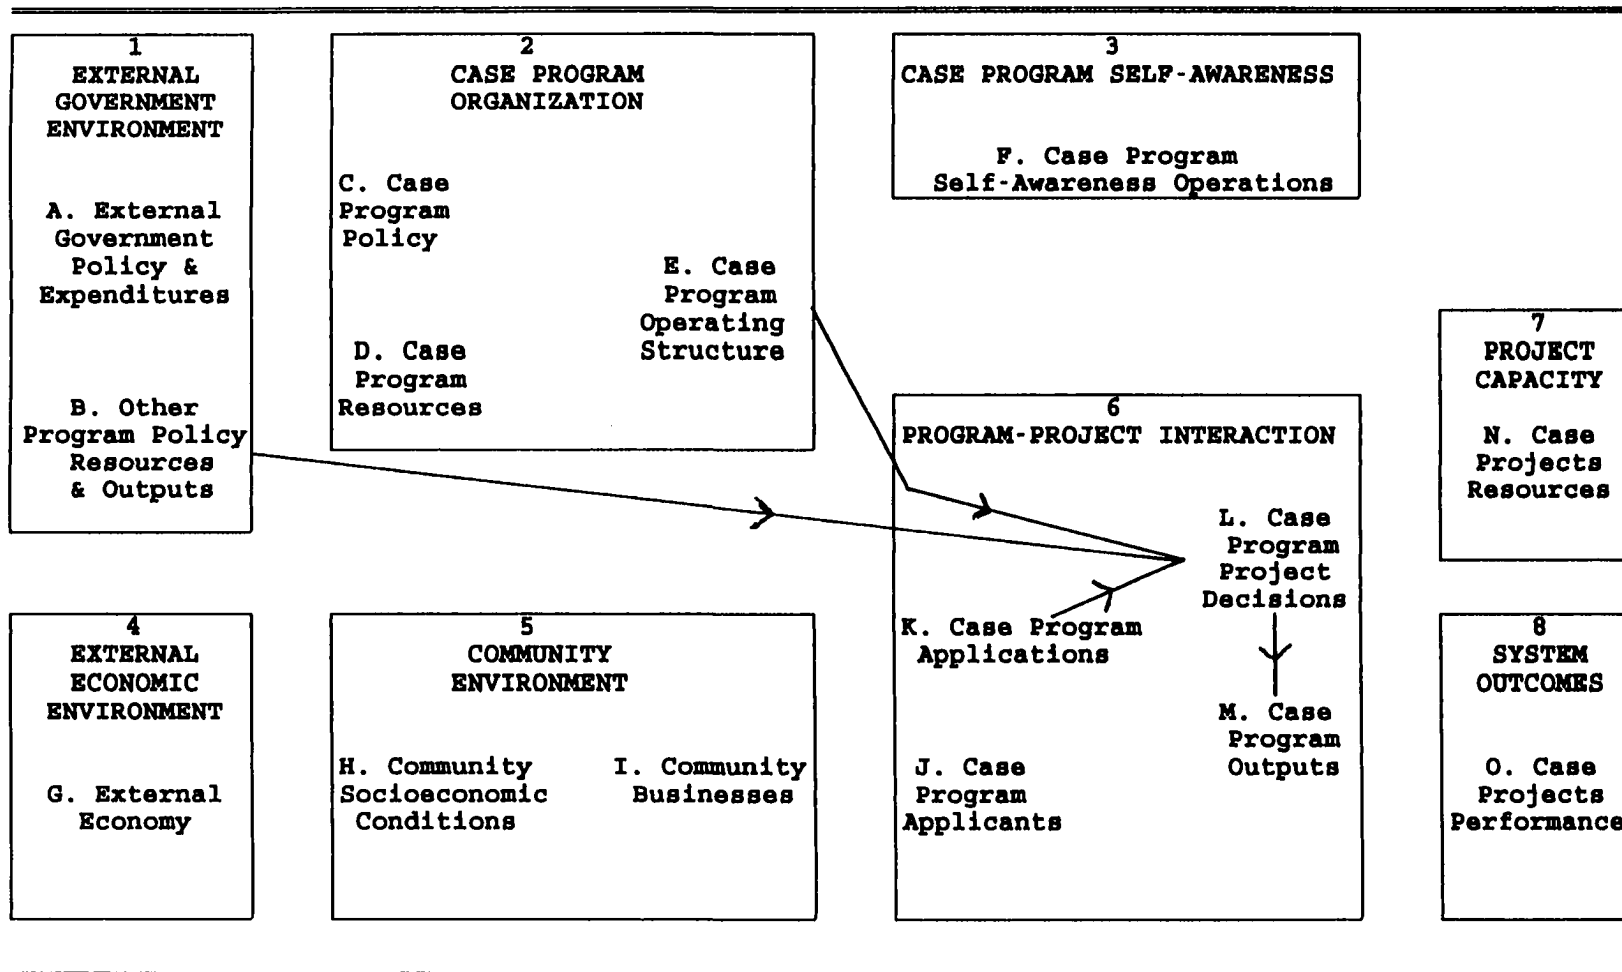 1
EXTERNAL
GOVERNMENT
ENVIRONMENT
A. External
Government
Policy &
Expenditures
B. Other
Program Policy
Resources
& Outputs
2
CASE PROGRAM
ORGANIZATION
C. Case
Program
Policy
D. Case
Program
Resources
E. Case
Program
Operating
Structure
3
CASE PROGRAM SELF-AWARENESS
F. Case Program
Self-Awareness Operations
4
EXTERNAL
ECONOMIC
ENVIRONMENT
G. External
Economy
5
COMMUNITY
ENVIRONMENT
H. Community
Socioeconomic
Conditions
I. Community
Businesses
6
PROGRAM-PROJECT INTERACTION
L. Case
Program
Project
Decisions
K. Case Program
Applications
M. Case
Program
Outputs
J. Case
Program
Applicants
7
PROJECT
CAPACITY
N. Case
Projects
Resources
8
SYSTEM
OUTCOMES
O. Case
Projects
Performance